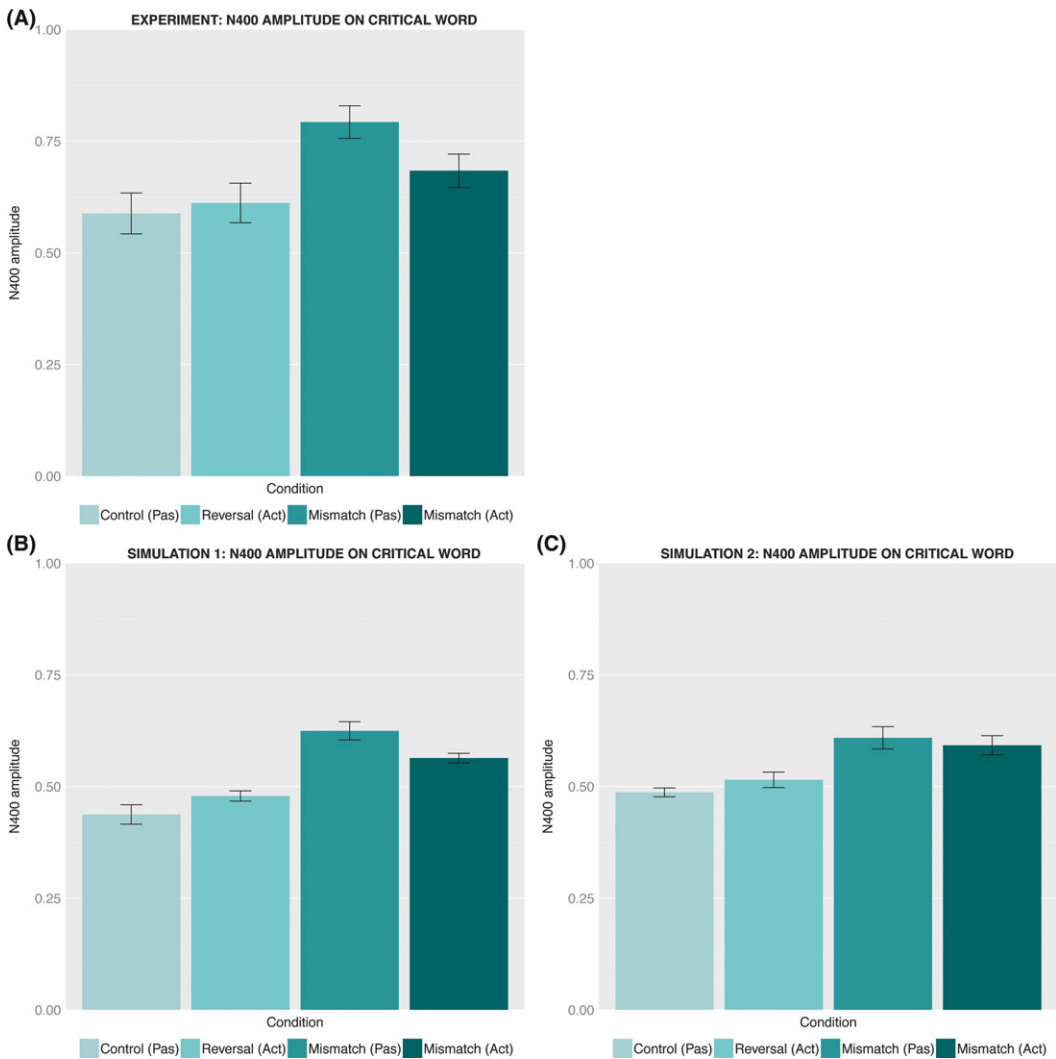 (A)
EXPERIMENT: N400 AMPLITUDE ON CRITICAL WORD
1.00
0.75
0.50
0.25
0.00
N400 amplitude
Condition
Control (Pas) Reversal (Act) Mismatch (Pas) Mismatch (Act)
(B)
SIMULATION 1: N400 AMPLITUDE ON CRITICAL WORD
1.00
0.75
0.50
0.25
0.00
N400 amplitude
Condition
Control (Pas) Reversal (Act) Mismatch (Pas) Mismatch (Act)
(C)
SIMULATION 2: N400 AMPLITUDE ON CRITICAL WORD
1.00
0.75
0.50
0.25
0.00
N400 amplitude
Condition
Control (Pas) Reversal (Act) Mismatch (Pas) Mismatch (Act)